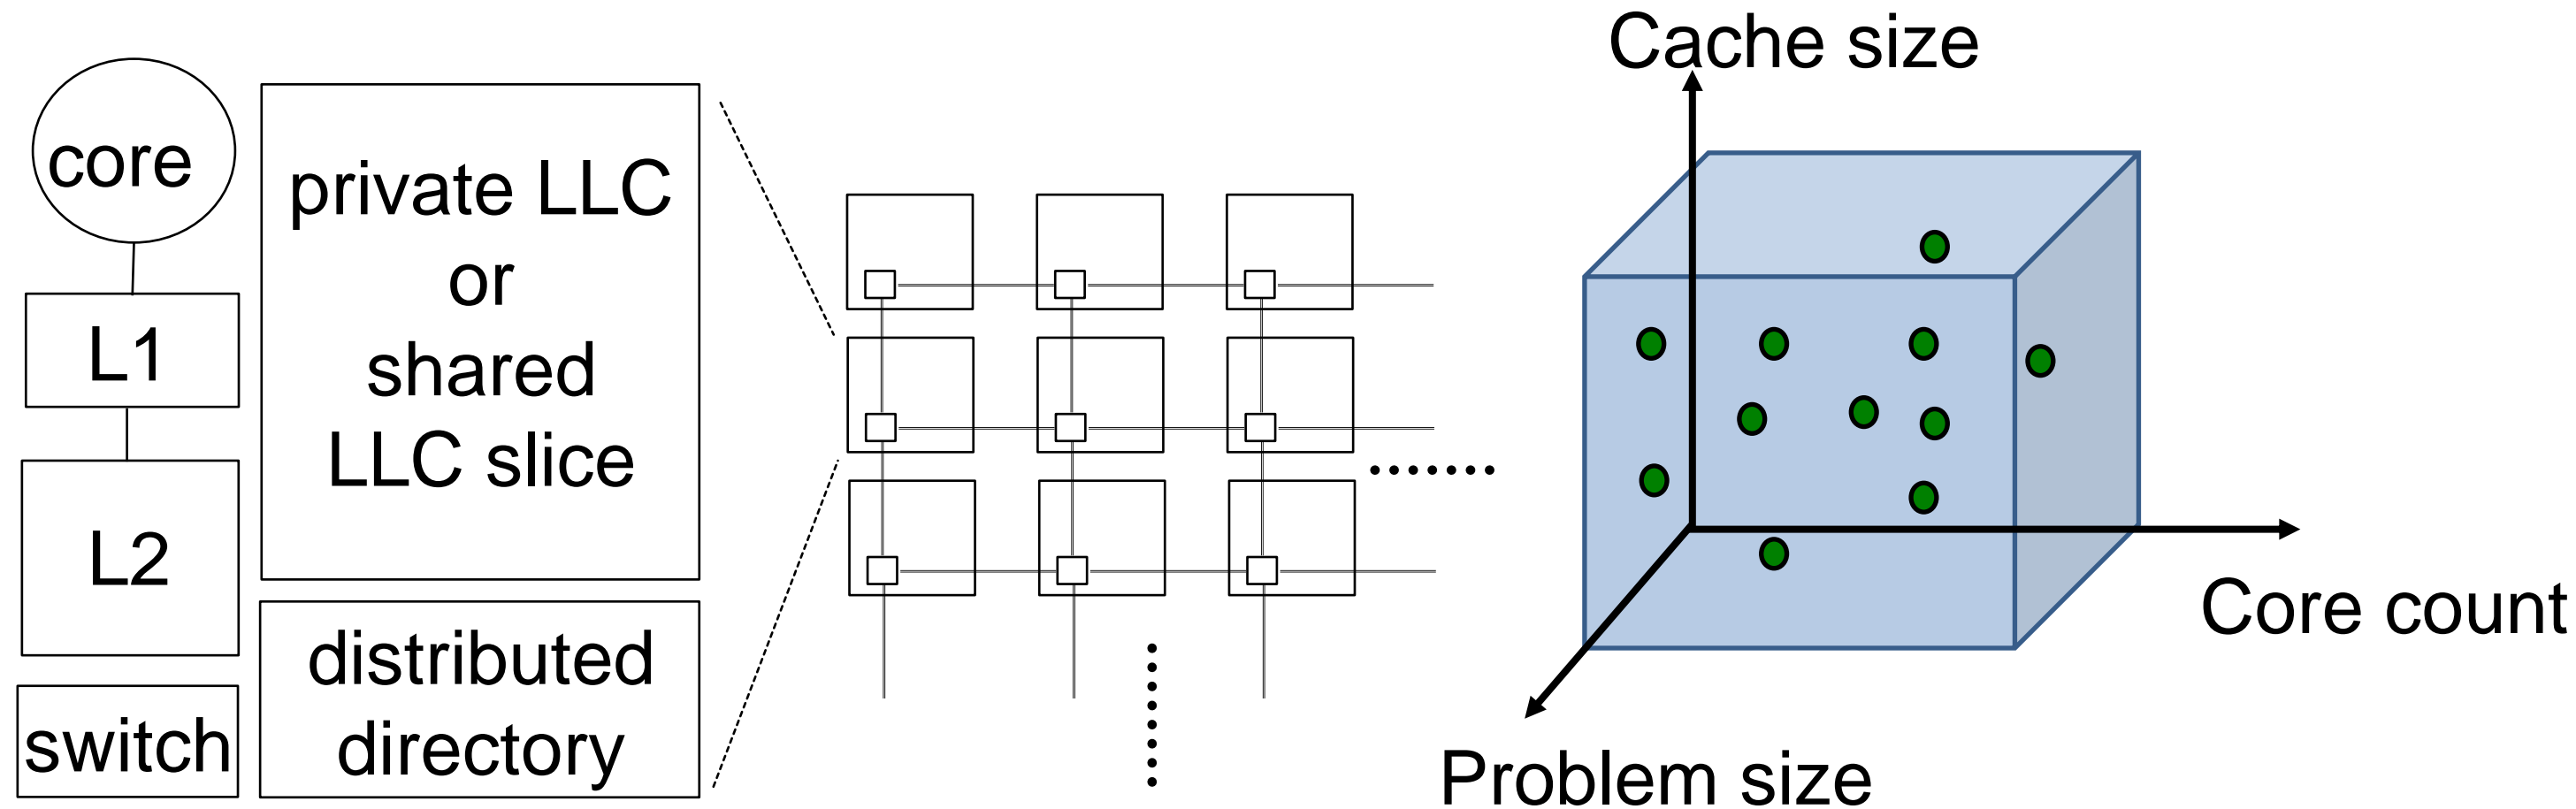 core
L1
L2
switch
private LLC
or
shared
LLC slice
distributed
directory
Cache size
Core count
Problem size